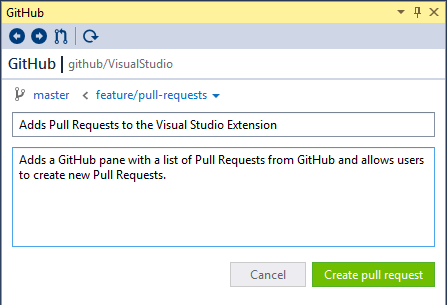 GitHub
GitHub | github/VisualStudio
master < feature/pull-requests
Adds Pull Requests to the Visual Studio Extension
Adds a GitHub pane with a list of Pull Requests from GitHub and allows users
to create new Pull Requests.
Cancel Create pull request